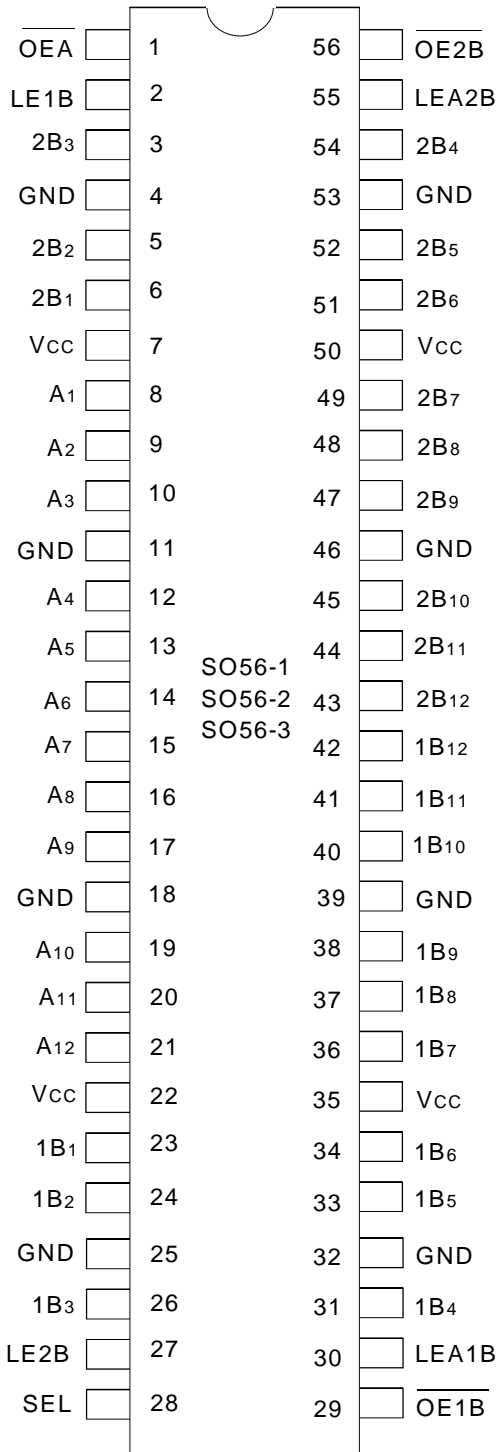 OEA 1 56 OE2B
LE1B 2 55 LEA2B
2B3 3 54 2B4
GND 4 53 GND
2B2 5 52 2B5
2B1 6 51 2B6
VCC 7 50 VCC
A1 8 49 2B7
A2 9 48 2B8
A3 10 47 2B9
GND 11 46 GND
A4 12 45 2B10
A5 13 44 2B11
SO56-1
A6 14 SO56-2 43 2B12
SO56-3
A7 15 42 1B12
A8 16 41 1B11
A9 17 40 1B10
GND 18 39 GND
A10 19 38 1B9
A11 20 37 1B8
A12 21 36 1B7
VCC 22 35 VCC
1B1 23 34 1B6
1B2 24 33 1B5
GND 25 32 GND
1B3 26 31 1B4
LE2B 27 30 LEA1B
SEL 28 29 OE1B